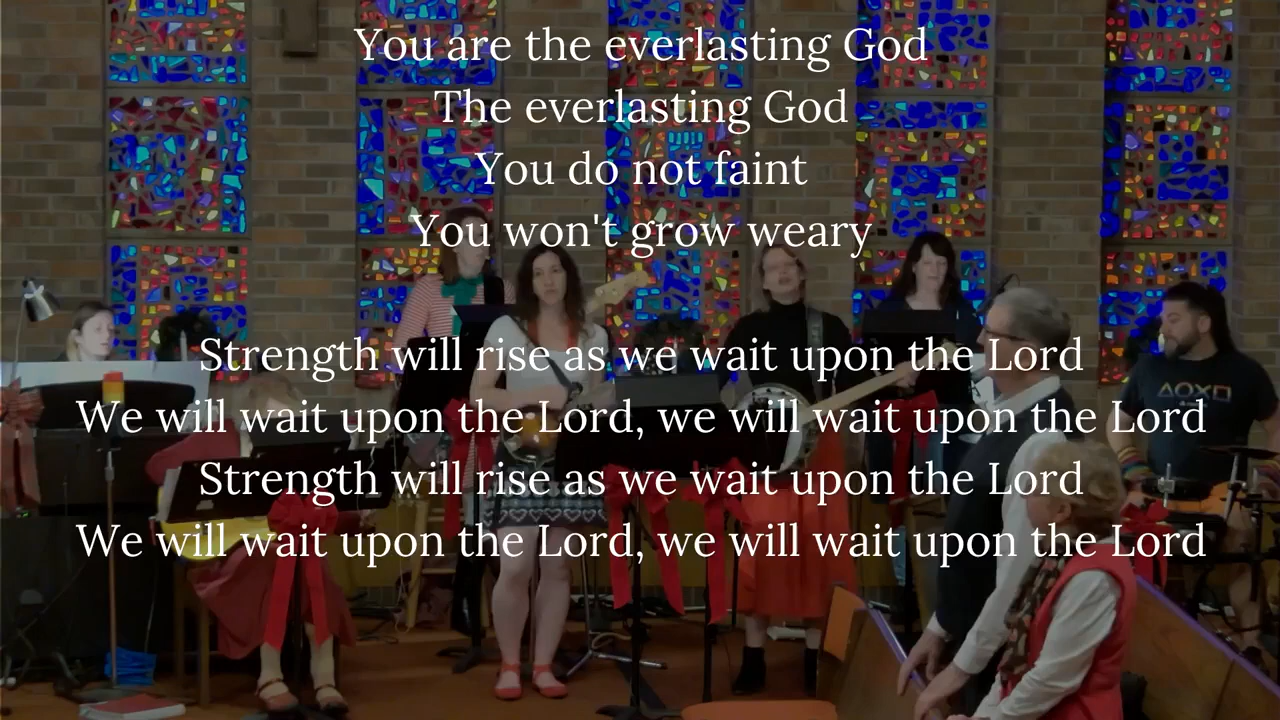 You are the everlasting God
The everlasting God
You do not faint
You won't grow weary
Strength will rise as we wait upon the Lord
We will wait upon the Lord, we will wait upon the Lord
Strength will rise as we wait upon the Lord
We will wait upon the Lord, we will wait upon the Lord